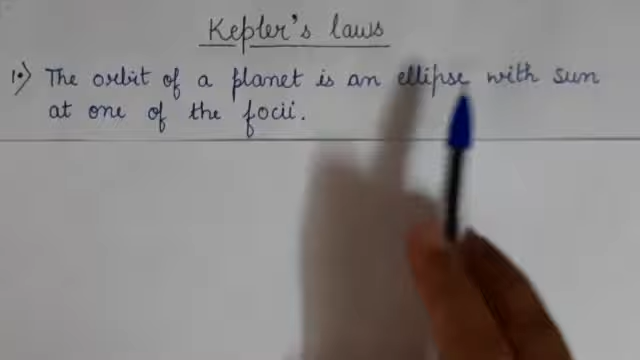 Kepler's laws
1.) The orbit of a planet is an ellipse with sun
at one of the focii.